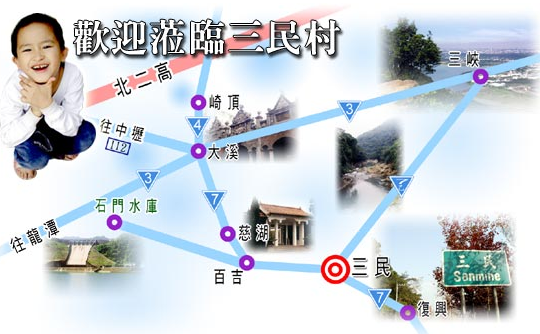 歡迎蒞臨三民村
北二高
三峽
崎頂
3
往中壢
4
112
大溪
3
7
7
石門水庫
往龍潭
慈湖
百吉
三民
三民
Sanmine
7
復興